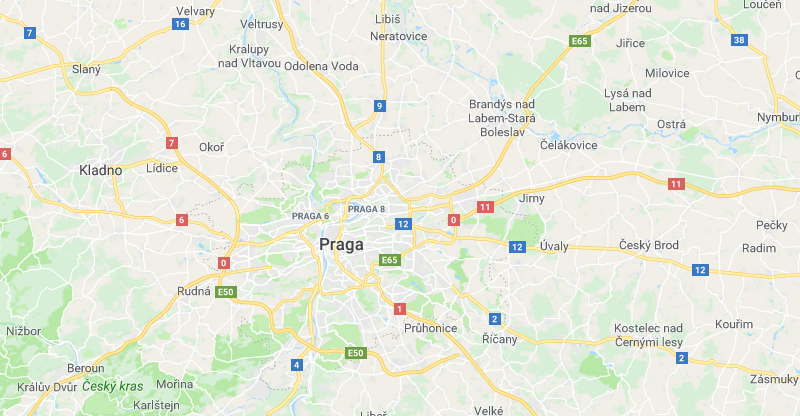 Loučeń
nad Jizerou
Velvary
Libiš
16
Veltrusy
7
Neratovice
E65
38
Jiřice
Kralupy
nad Vltavou
Odolena Voda
Slaný
Milovice
Lysá nad
Labem
Brandýs nad
Labem-Stará
Boleslav
9
Nymbur
Ostrá
7
Okoř
Čelákovice
6
8
Kladno
Lídice
11
Jirny
11
PRAGA 6
PRAGA 8
6
12
0
Pečky
Praga
12
Úvaly
Český Brod
Radim
0
E65
12
Rudná
E50
1
2
Kouřim
Nižbor
Průhonice
Říčany
Kostelec nad
Černými lesy
E50
2
4
Beroun
Zásmuky
Králův Dvůr
Český kras
Mořina
Karlštejn
Libeř
Velké